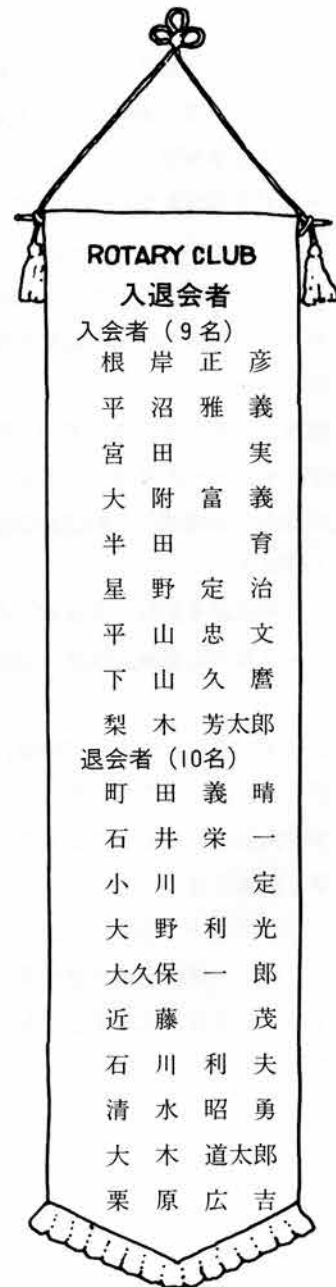 ROTARY CLUB
入退会者
入会者(9名)
根岸正彦
平沼雅義
宮田実
大附富義
半田育
星野定治
平山忠文
下山久麿
梨木芳太郎
退会者(10名)
町田義晴
石井栄一
小川定
大野利光
大久保一郎
近藤茂
石川利夫
清水昭勇
大木道太郎
栗原広吉